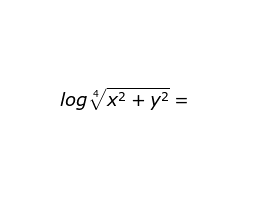 log ∜(x² + y²) =